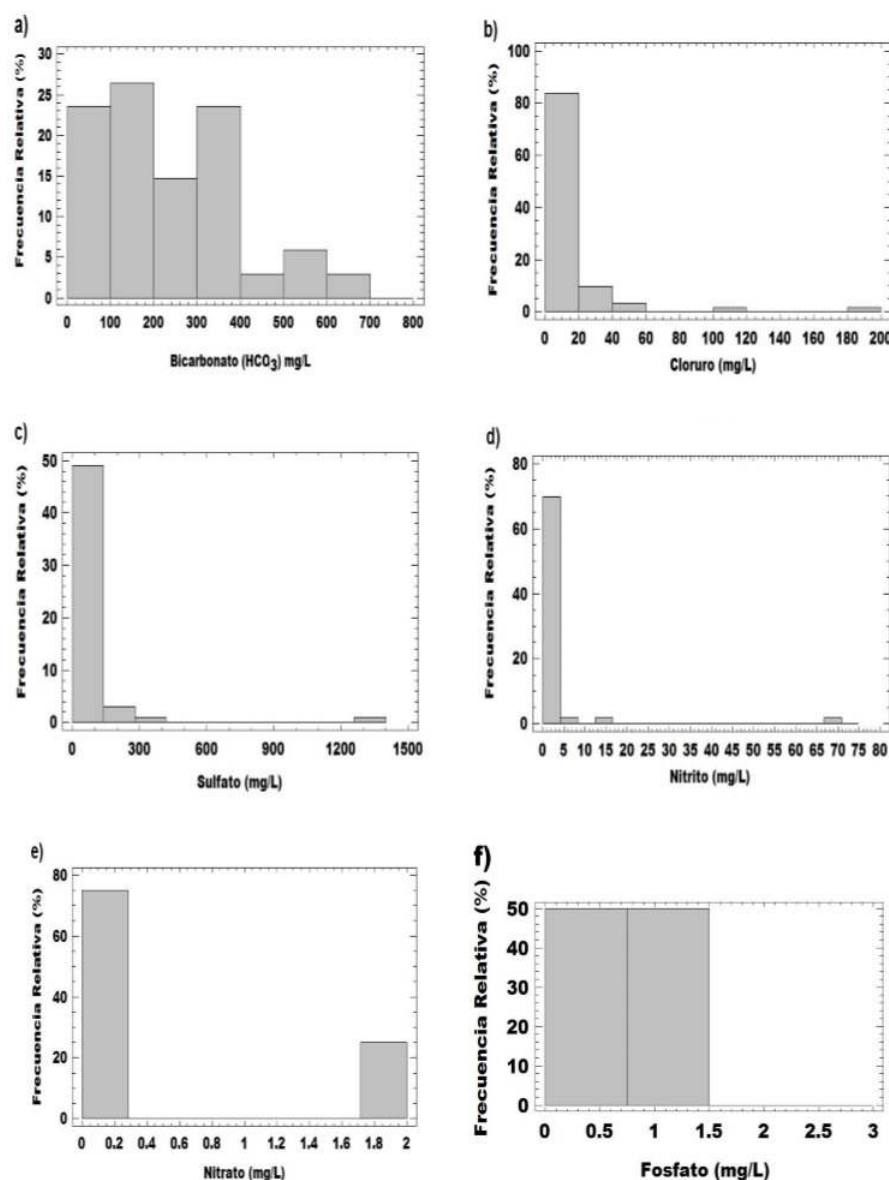 a)
Frecuencia Relativa (%)
30
25
20
15
10
5
0
0 100 200 300 400 500 600 700 800
Bicarbonato (HCO3) mg/L
b)
Frecuencia Relativa (%)
100
80
60
40
20
0
0 20 40 60 80 100 120 140 160 180 200
Cloruro (mg/L)
c)
Frecuencia Relativa (%)
50
40
30
20
10
0
0 300 600 900 1200 1500
Sulfato (mg/L)
d)
Frecuencia Relativa (%)
80
60
40
20
0
0 5 10 15 20 25 30 35 40 45 50 55 60 65 70 75 80
Nitrito (mg/L)
e)
Frecuencia Relativa (%)
80
60
40
20
0
0 0.2 0.4 0.6 0.8 1 1.2 1.4 1.6 1.8 2
Nitrato (mg/L)
f)
Frecuencia Relativa (%)
50
40
30
20
10
0
0 0.5 1 1.5 2 2.5 3
Fosfato (mg/L)